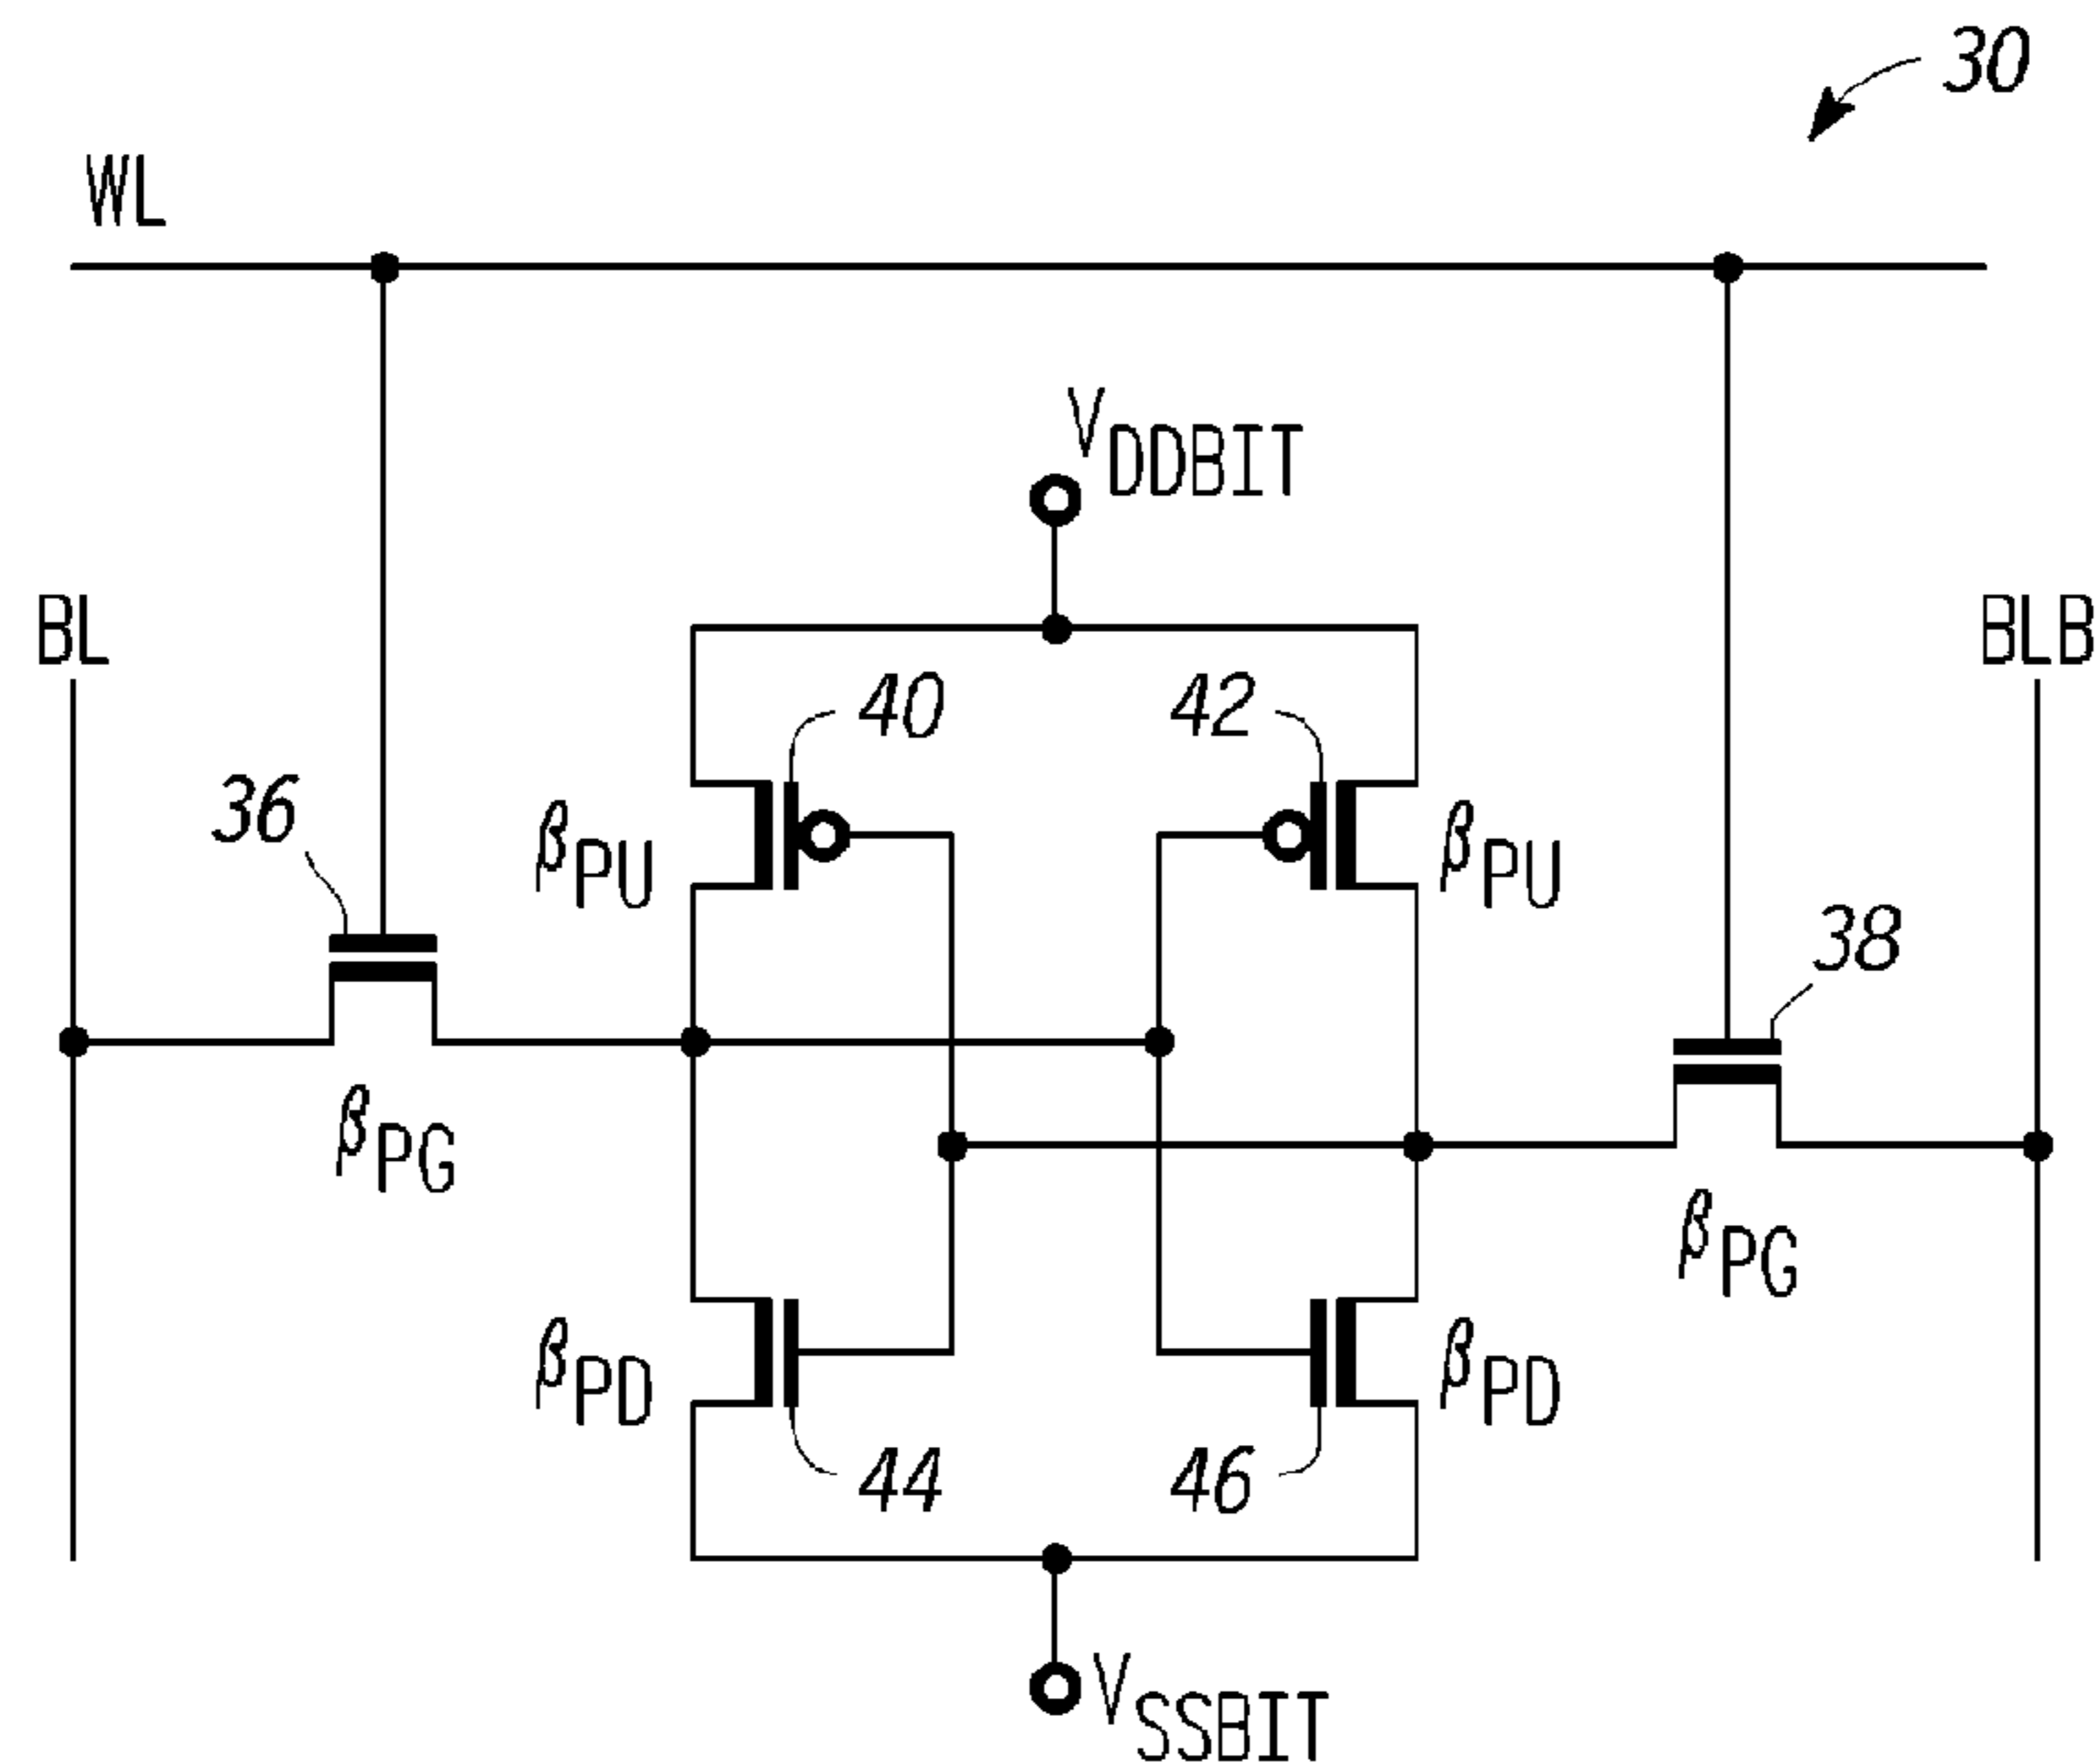 30
WL
VDDBIT
BL
BLB
40
42
36
βPU
βPU
38
βPG
βPG
βPD
βPD
44
46
VSSBIT